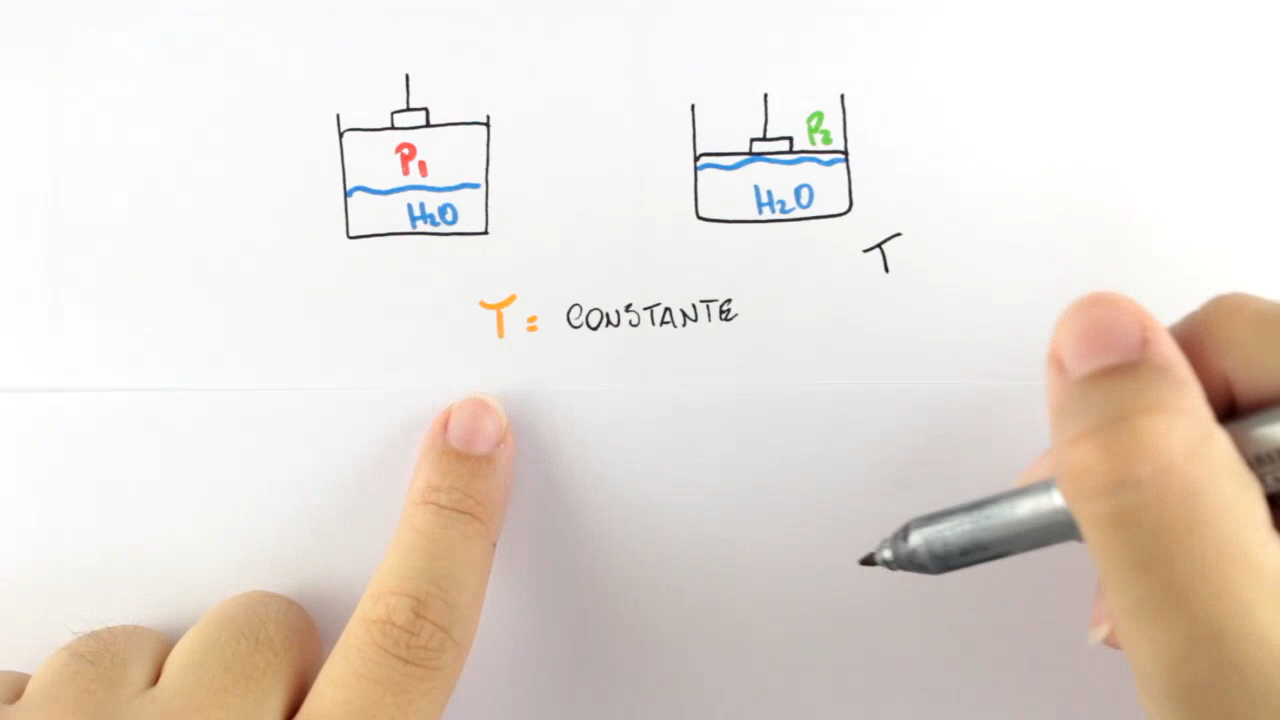 P1
H2O
P2
H2O
T
T = CONSTANTE